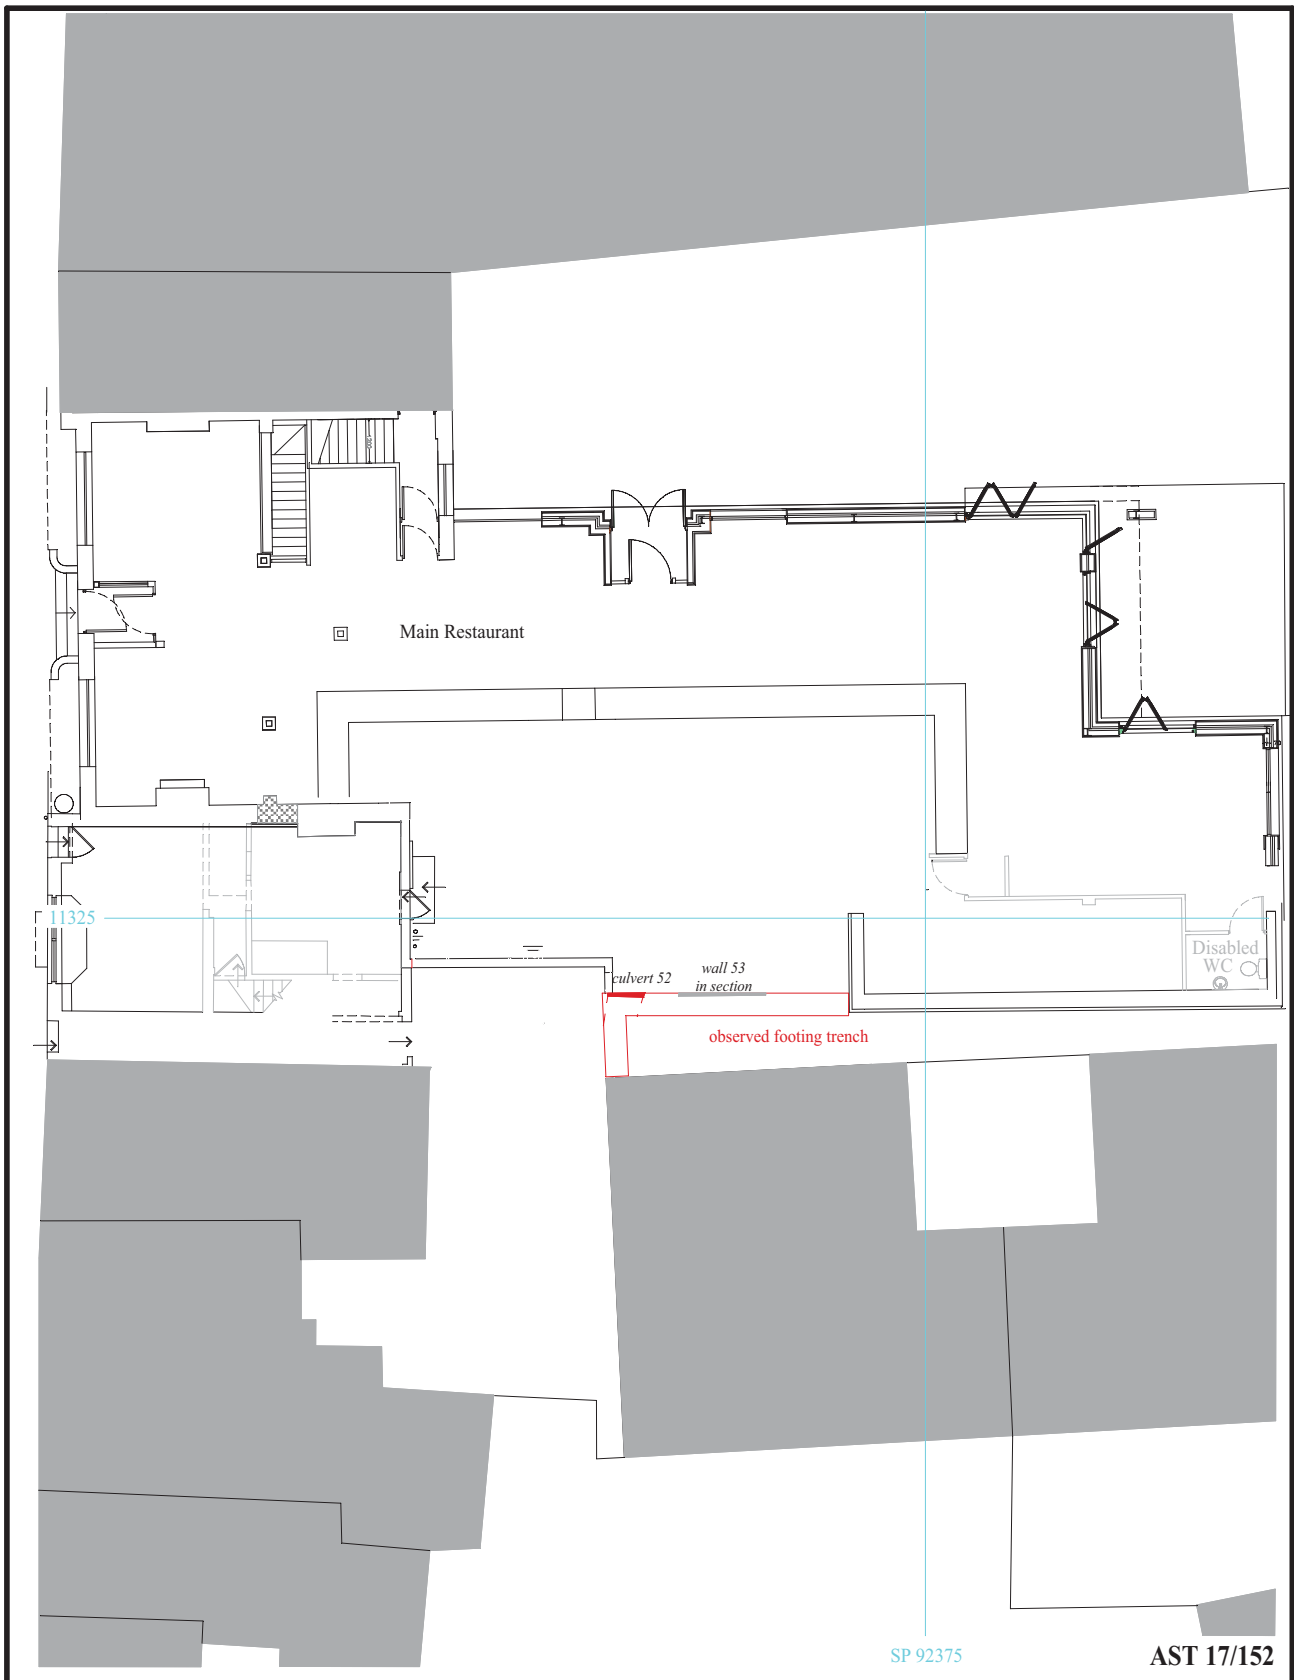 Main Restaurant
11325
culvert 52
wall 53
in section
Disabled
WC
observed footing trench
SP 92375
AST 17/152